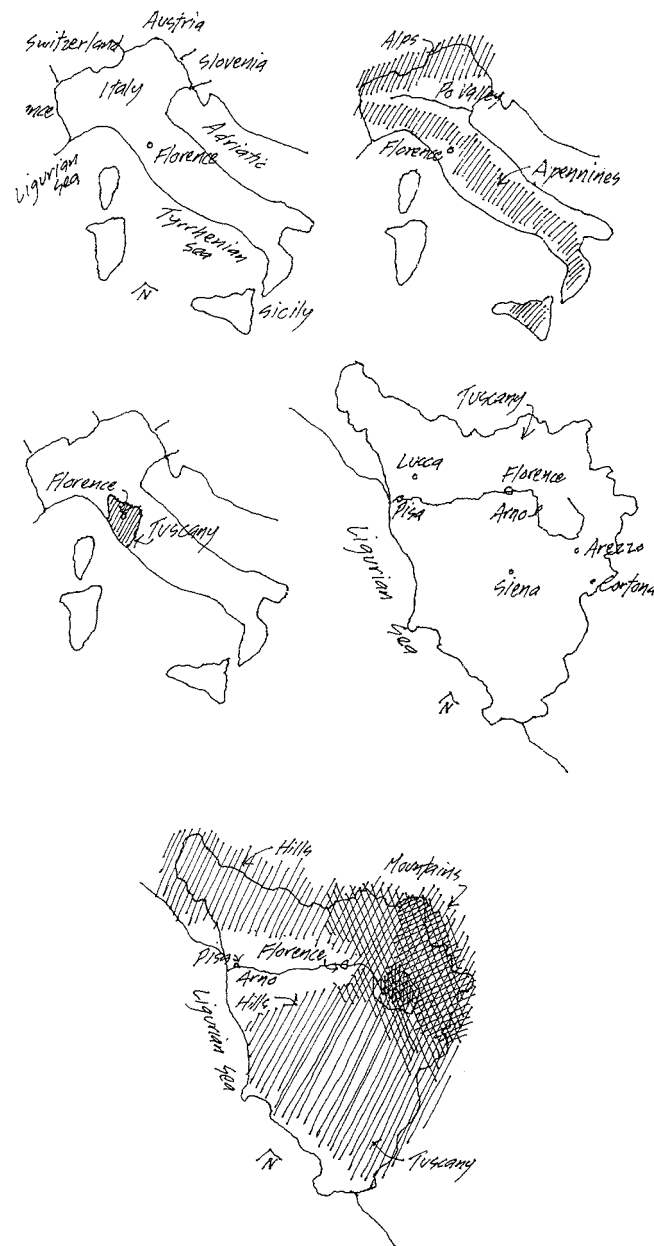 Austria
Switzerland
Slovenia
Italy
nce
Adriatic
Florence
Ligurian
Sea
Tyrrhenian
Sea
N
Sicily
Alps
Po Valley
Florence
Apennines
Florence
Tuscany
Tuscany
Lucca
Florence
Pisa
Arno
Arezzo
Siena
Cortona
Ligurian
Sea
N
Hills
Mountains
Pisa
Florence
Arno
Hills
Ligurian Sea
N
Tuscany